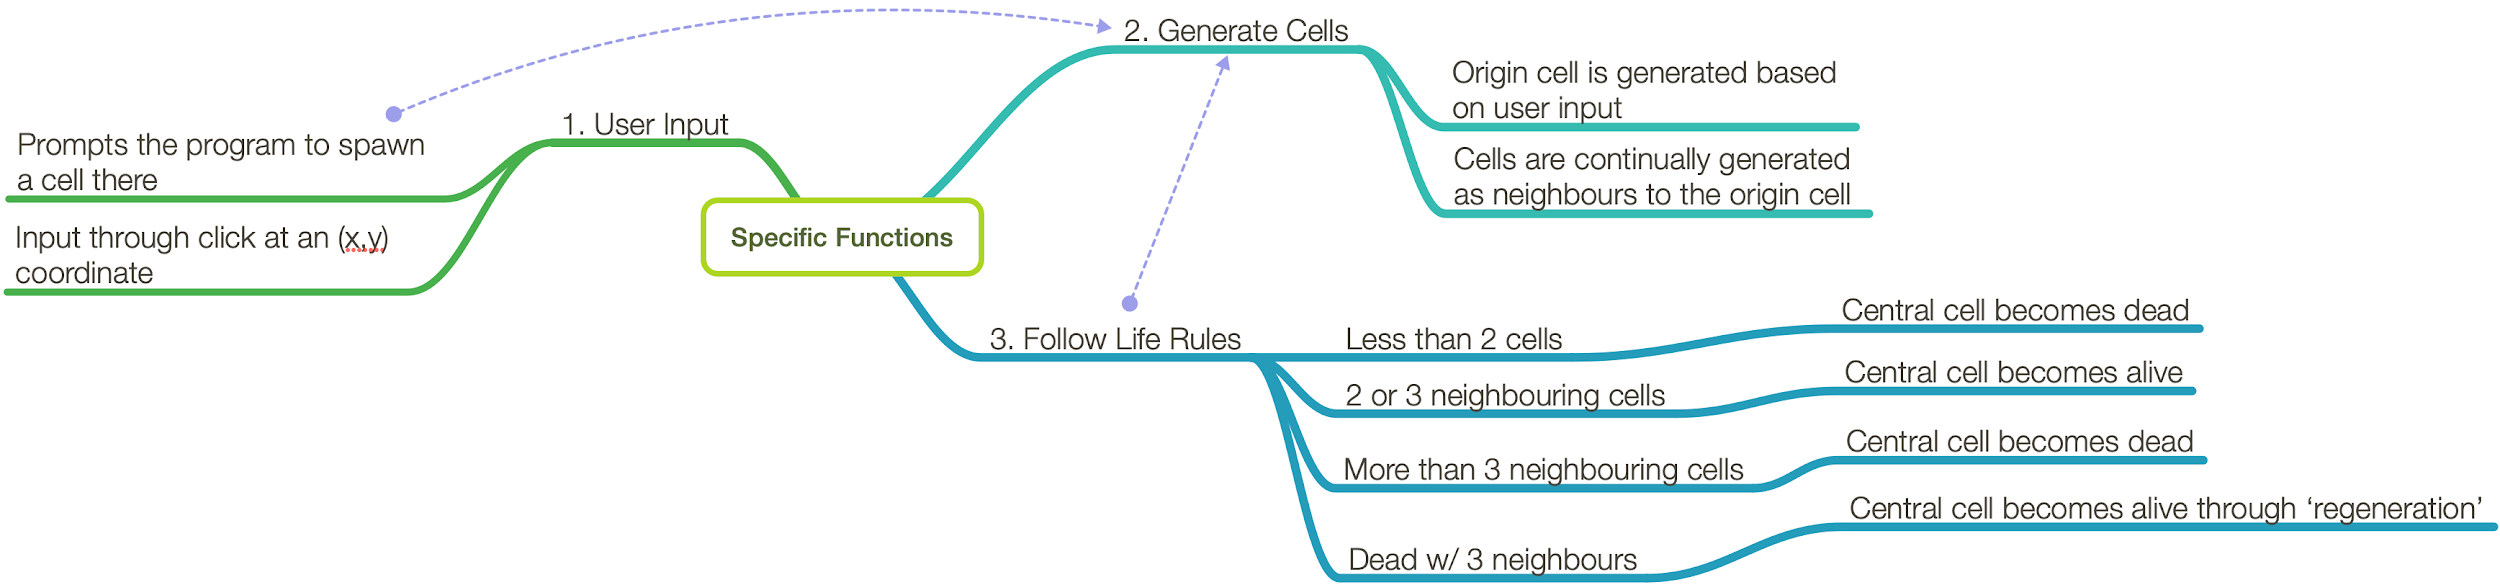 2. Generate Cells
Origin cell is generated based
on user input
Cells are continually generated
as neighbours to the origin cell
1. User Input
Prompts the program to spawn
a cell there
Input through click at an (x,y)
coordinate
Specific Functions
3. Follow Life Rules
Less than 2 cells
Central cell becomes dead
2 or 3 neighbouring cells
Central cell becomes alive
More than 3 neighbouring cells
Central cell becomes dead
Dead w/ 3 neighbours
Central cell becomes alive through ‘regeneration’